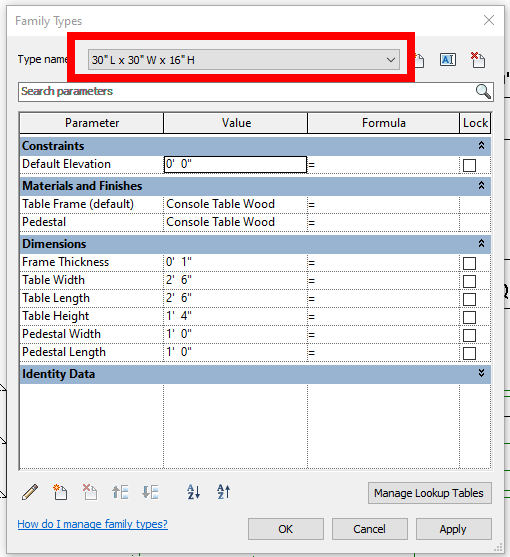 Family Types
Type name:
30" L x 30" W x 16" H
Search parameters
Parameter Value Formula Lock
Constraints
Default Elevation 0' 0" =
Materials and Finishes
Table Frame (default) Console Table Wood =
Pedestal Console Table Wood =
Dimensions
Frame Thickness 0' 1" =
Table Width 2' 6" =
Table Length 2' 6" =
Table Height 1' 4" =
Pedestal Width 1' 0" =
Pedestal Length 1' 0" =
Identity Data
Manage Lookup Tables
How do I manage family types?
OK Cancel Apply